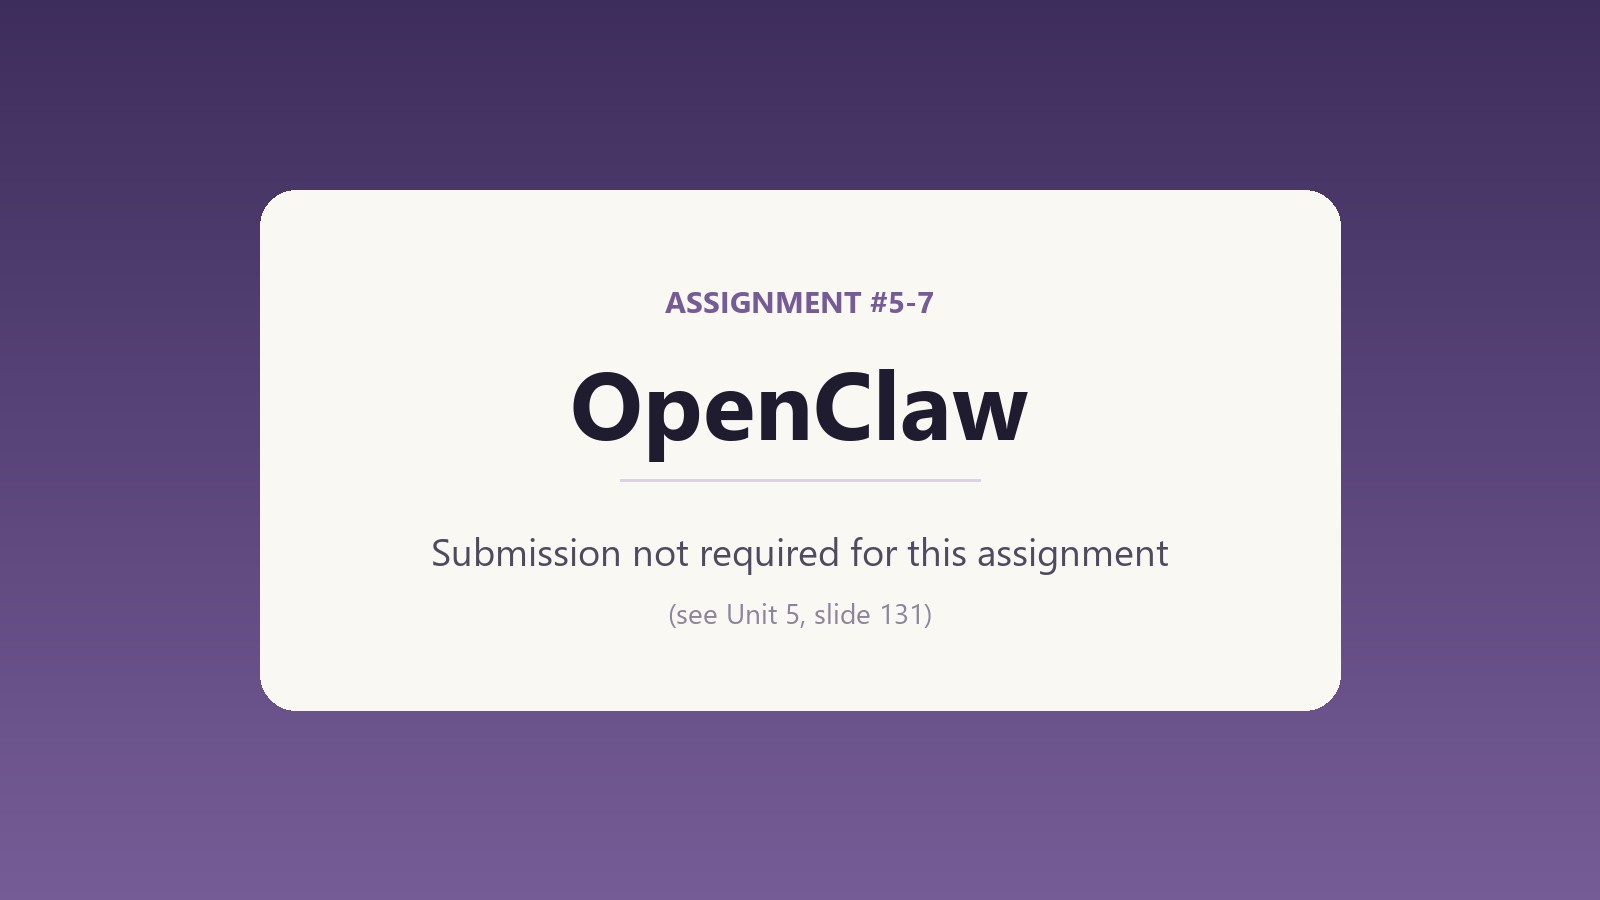 ASSIGNMENT #5-7
OpenClaw
Submission not required for this assignment
(see Unit 5, slide 131)